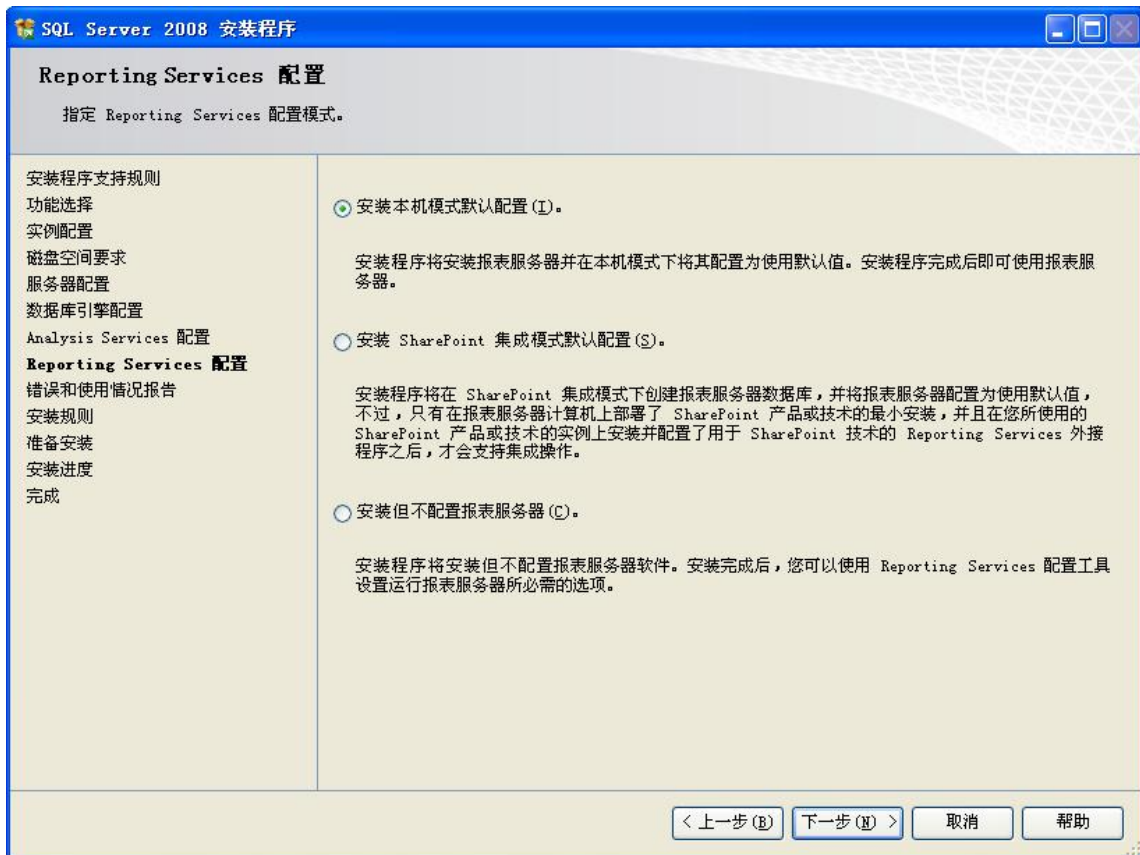 SQL Server 2008 安装程序
Reporting Services 配置
指定 Reporting Services 配置模式。
安装程序支持规则
功能选择
实例配置
磁盘空间要求
服务器配置
数据库引擎配置
Analysis Services 配置
Reporting Services 配置
错误和使用情况报告
安装规则
准备安装
安装进度
完成
安装本机模式默认配置(I)。
安装程序将安装报表服务器并在本机模式下将其配置为使用默认值。安装程序完成后即可使用报表服
务器。
安装 SharePoint 集成模式默认配置(S)。
安装程序将在 SharePoint 集成模式下创建报表服务器数据库,并将报表服务器配置为使用默认值,
不过,只有在报表服务器计算机上部署了 SharePoint 产品或技术的最小安装,并且在您所使用的
SharePoint 产品或技术的实例上安装并配置了用于 SharePoint 技术的 Reporting Services 外接
程序之后,才会支持集成操作。
安装但不配置报表服务器(C)。
安装程序将安装但不配置报表服务器软件。安装完成后,您可以使用 Reporting Services 配置工具
设置运行报表服务器所必需的选项。
< 上一步(B)
下一步(N) >
取消
帮助